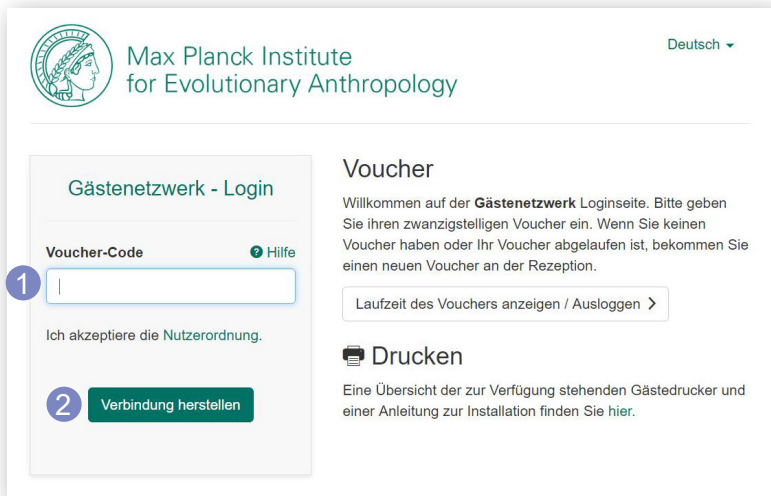 Max Planck Institute
for Evolutionary Anthropology
Deutsch
Gästenetzwerk - Login
Voucher-Code
Hilfe
1
Ich akzeptiere die Nutzerordnung.
2
Verbindung herstellen
Voucher
Willkommen auf der Gästenetzwerk Loginseite. Bitte geben
Sie ihren zwanzigstelligen Voucher ein. Wenn Sie keinen
Voucher haben oder Ihr Voucher abgelaufen ist, bekommen Sie
einen neuen Voucher an der Rezeption.
Laufzeit des Vouchers anzeigen / Ausloggen
Drucken
Eine Übersicht der zur Verfügung stehenden Gästedrucker und
einer Anleitung zur Installation finden Sie hier.